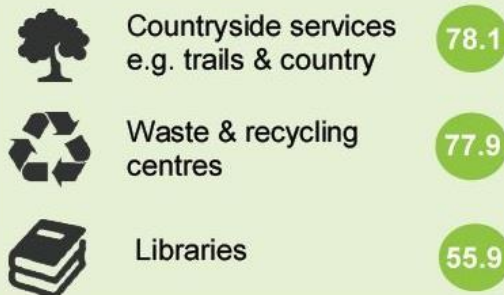 Countryside services
e.g. trails & country
78.1
Waste & recycling
centres
77.9
Libraries
55.9